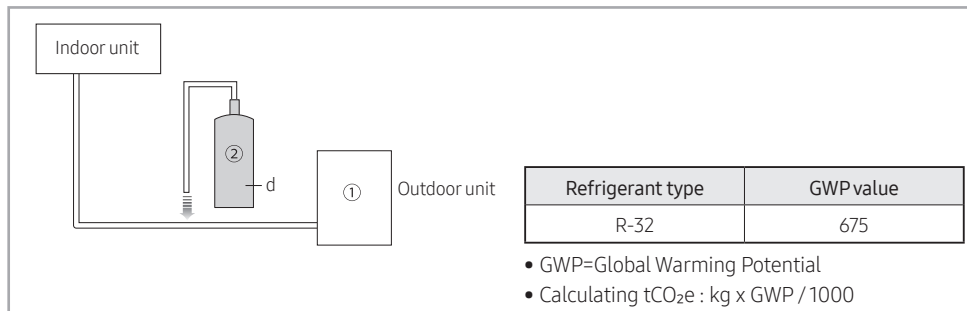 Indoor unit
②
d
①
Outdoor unit
Refrigerant type GWP value
R-32 675
• GWP=Global Warming Potential
• Calculating tCO₂e : kg x GWP / 1000